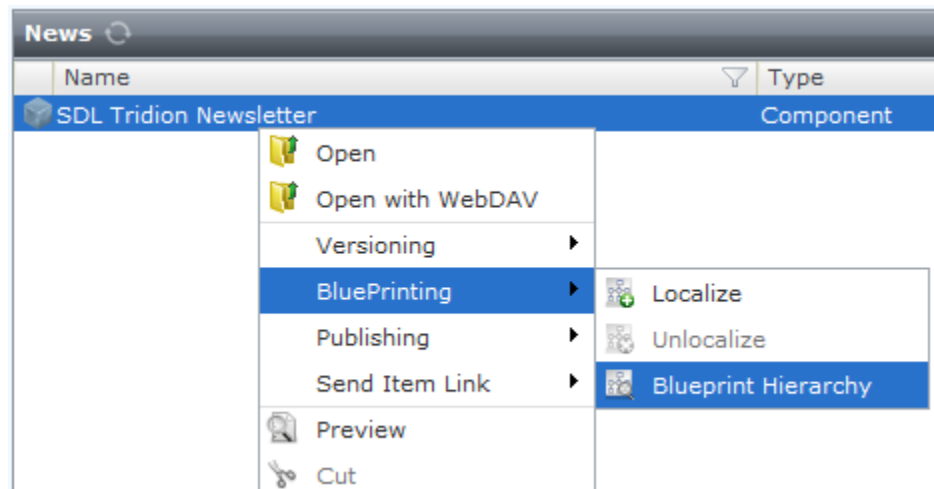 News
Name Type
SDL Tridion Newsletter Component
Open
Open with WebDAV
Versioning
BluePrinting
Localize
Publishing
Unlocalize
Send Item Link
Blueprint Hierarchy
Preview
Cut